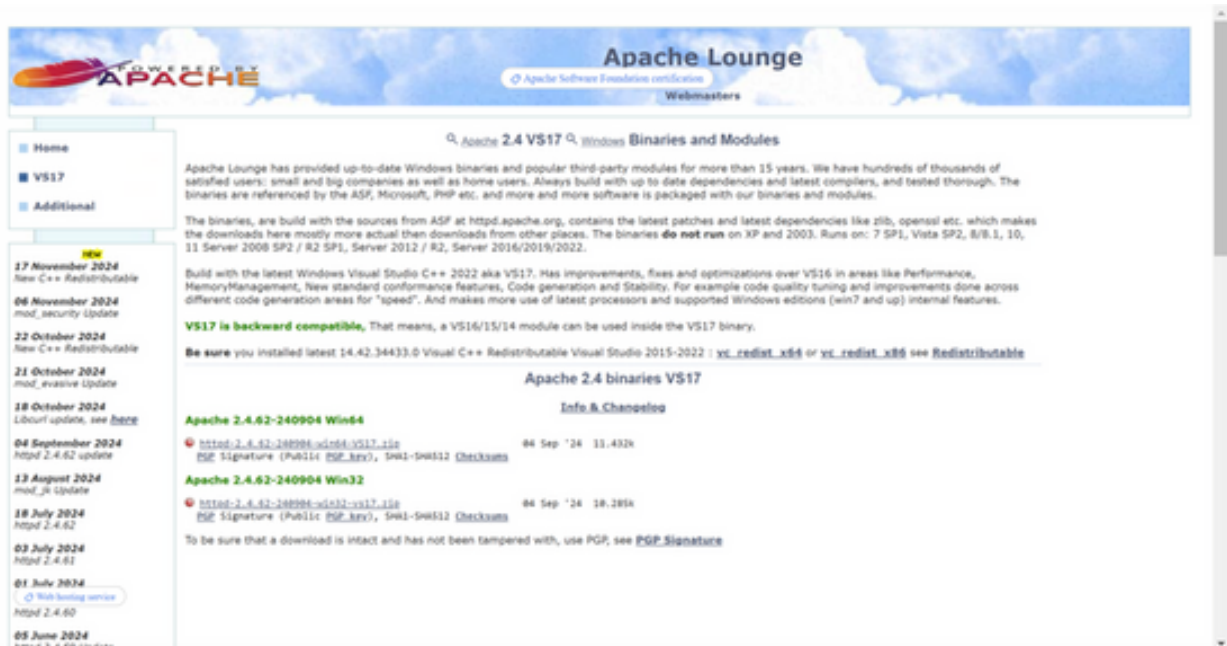 POWERED BY
APACHE
Apache Lounge
Apache Software Foundation certification
Webmasters
Home
VS17
Additional
NEW
17 November 2024
New C++ Redistributable
06 November 2024
mod_security Update
22 October 2024
New C++ Redistributable
21 October 2024
mod_evasive Update
18 October 2024
Libcurl update, see here
04 September 2024
httpd 2.4.62 update
13 August 2024
mod_jk Update
18 July 2024
httpd 2.4.62
03 July 2024
httpd 2.4.61
01 July 2024
Web hosting service
httpd 2.4.60
05 June 2024
Apache 2.4 VS17 Windows Binaries and Modules
Apache Lounge has provided up-to-date Windows binaries and popular third-party modules for more than 15 years. We have hundreds of thousands of
satisfied users: small and big companies as well as home users. Always build with up to date dependencies and latest compilers, and tested thorough. The
binaries are referenced by the ASF, Microsoft, PHP etc. and more and more software is packaged with our binaries and modules.
The binaries, are build with the sources from ASF at httpd.apache.org, contains the latest patches and latest dependencies like zlib, openssl etc. which makes
the downloads here mostly more actual then downloads from other places. The binaries do not run on XP and 2003. Runs on: 7 SP1, Vista SP2, 8/8.1, 10,
11 Server 2008 SP2 / R2 SP1, Server 2012 / R2, Server 2016/2019/2022.
Build with the latest Windows Visual Studio C++ 2022 aka VS17. Has improvements, fixes and optimizations over VS16 in areas like Performance,
MemoryManagement, New standard conformance features, Code generation and Stability. For example code quality tuning and improvements done across
different code generation areas for "speed". And makes more use of latest processors and supported Windows editions (win7 and up) internal features.
VS17 is backward compatible, That means, a VS16/15/14 module can be used inside the VS17 binary.
Be sure you installed latest 14.42.34433.0 Visual C++ Redistributable Visual Studio 2015-2022 : vc_redist_x64 or vc_redist_x86 see Redistributable
Apache 2.4 binaries VS17
Info & Changelog
Apache 2.4.62-240904 Win64
httpd-2.4.62-240904-win64-VS17.zip 04 Sep '24 11.432k
PGP Signature (Public PGP key), SHA1-SHA512 Checksums
Apache 2.4.62-240904 Win32
httpd-2.4.62-240904-win32-vs17.zip 04 Sep '24 10.285k
PGP Signature (Public PGP key), SHA1-SHA512 Checksums
To be sure that a download is intact and has not been tampered with, use PGP, see PGP Signature